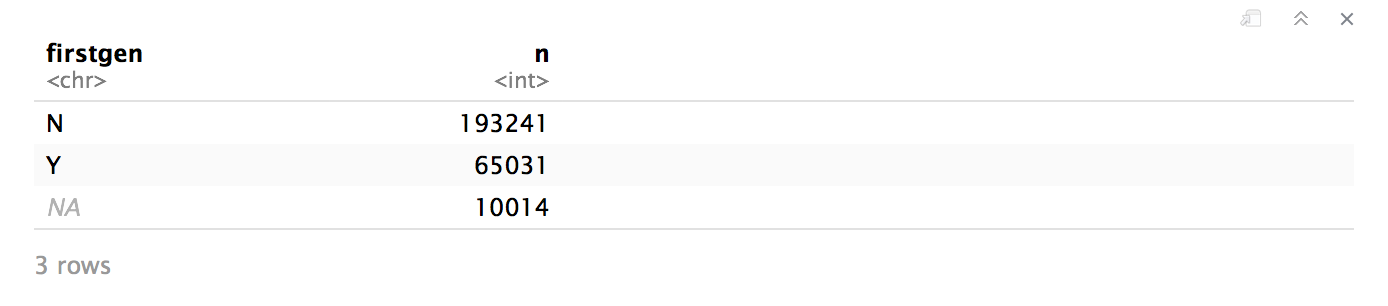 firstgen n
<chr> <int>
N 193241
Y 65031
NA 10014
3 rows